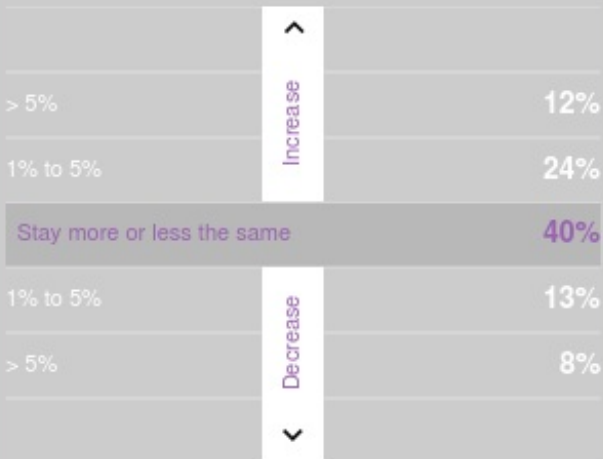 Increase
> 5% 12%
1% to 5% 24%
Stay more or less the same 40%
Decrease
1% to 5% 13%
> 5% 8%